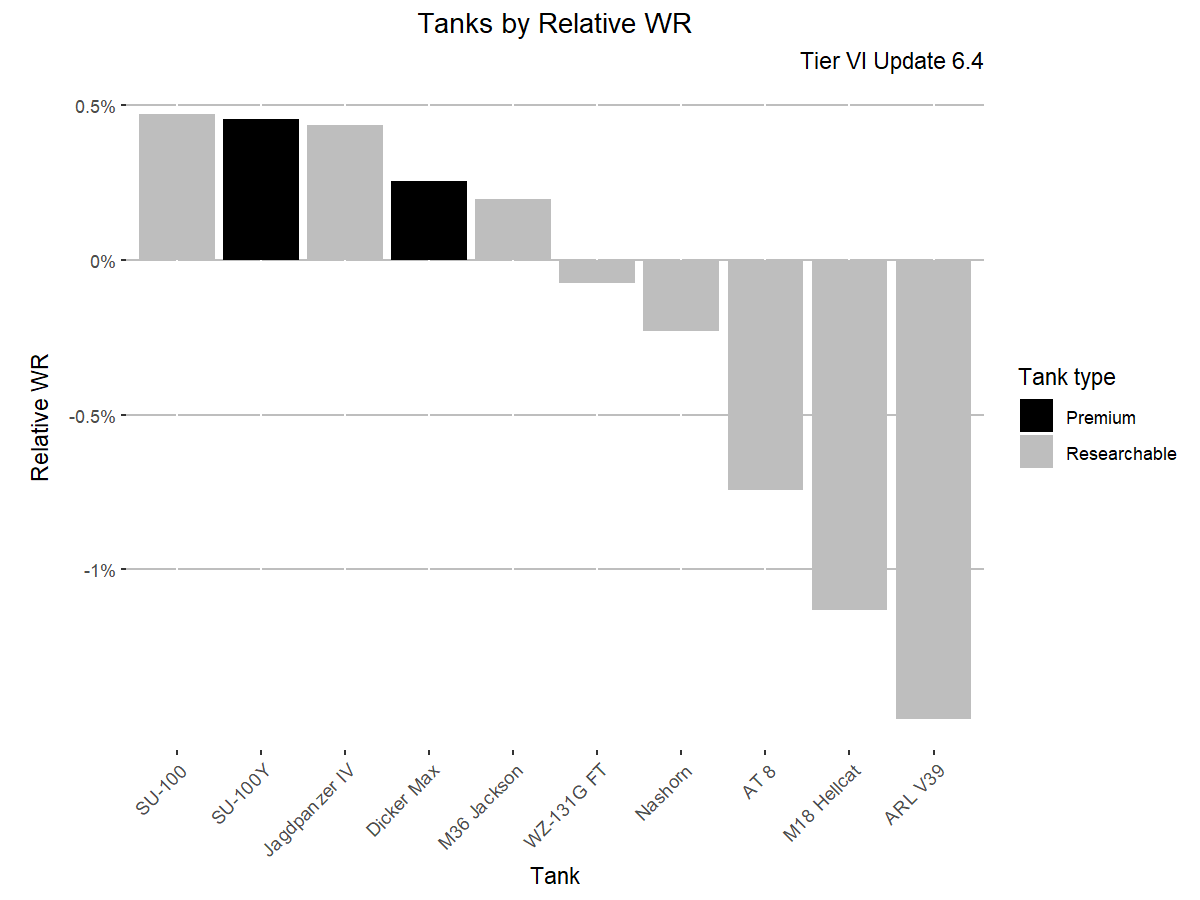 Tanks by Relative WR
Tier VI Update 6.4
0.5%
0%
-0.5%
-1%
Relative WR
SU-100
SU-100Y
Jagdpanzer IV
Dicker Max
M36 Jackson
WZ-131G FT
Nashorn
AT 8
M18 Hellcat
ARL V39
Tank
Tank type
Premium
Researchable